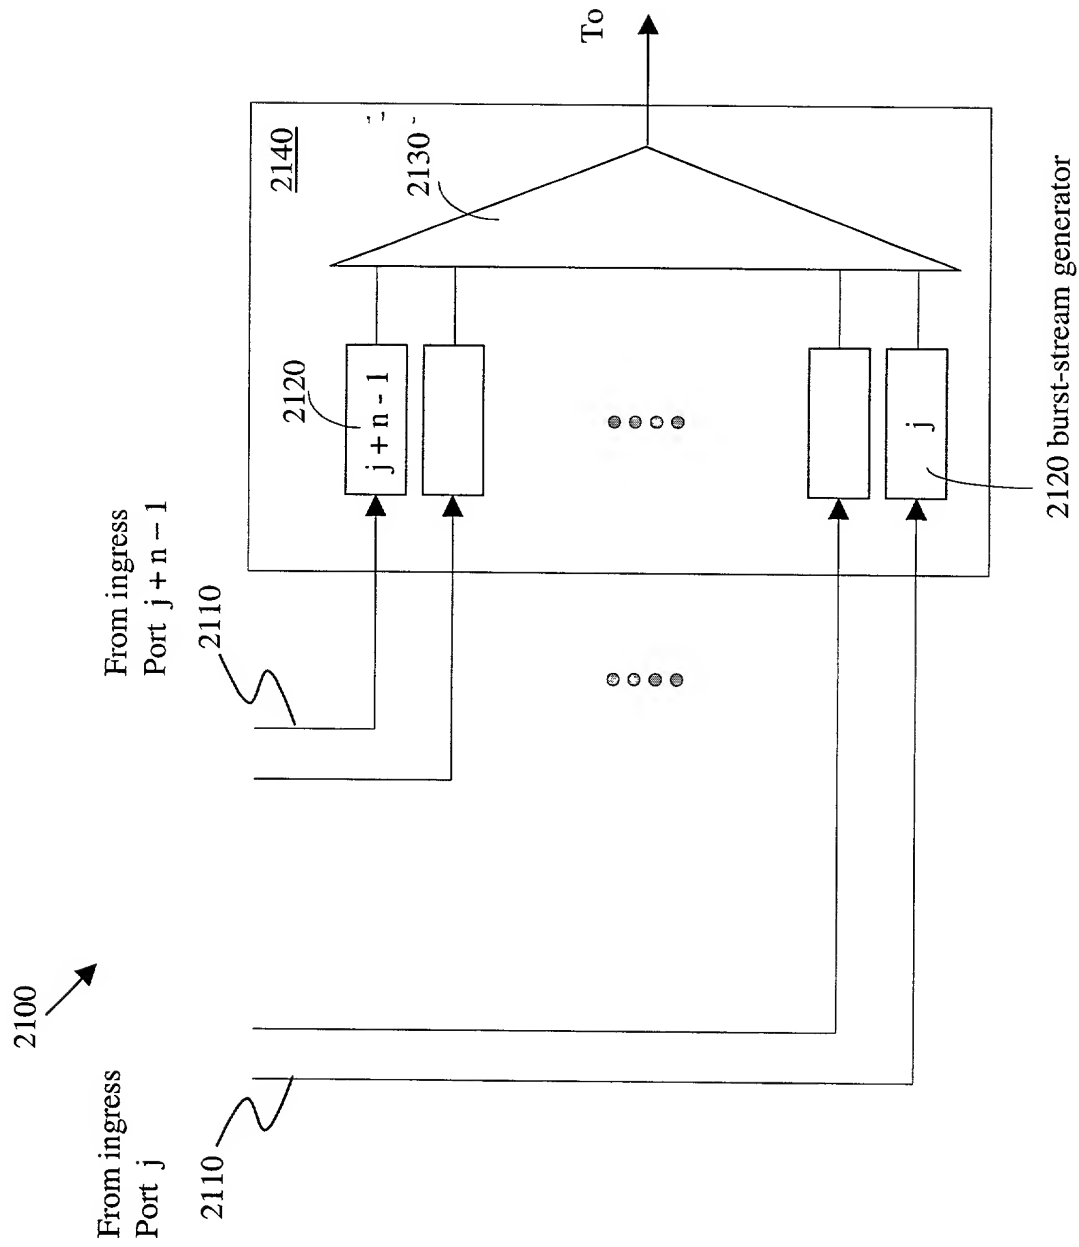 2100
From ingress
Port j
2110
From ingress
Port j + n – 1
2110
2120
j + n - 1
j
2120 burst-stream generator
2140
2130
To